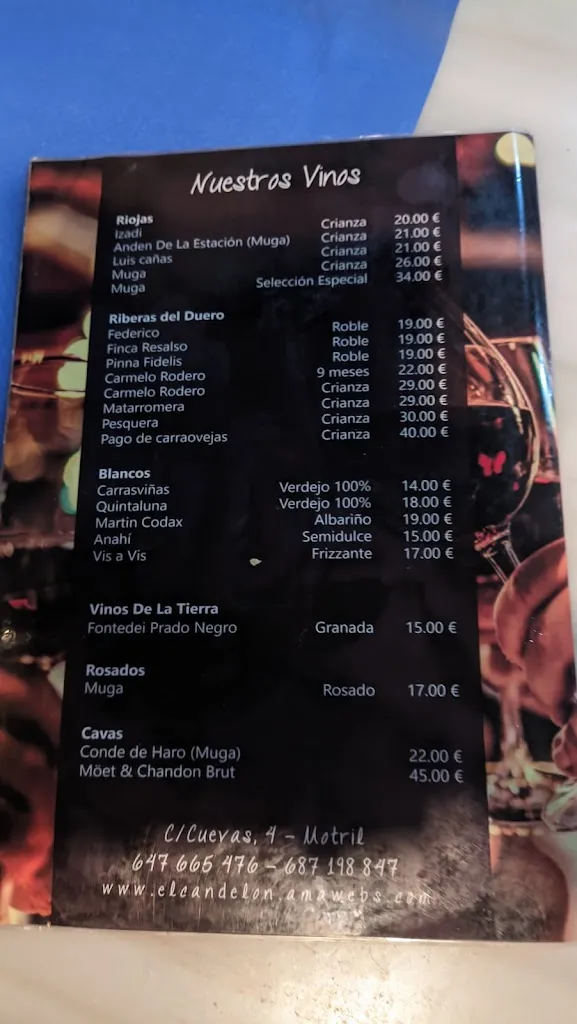 Nuestros Vinos
Riojas
Izadi Crianza 20.00 €
Anden De La Estación (Muga) Crianza 21.00 €
Luis cañas Crianza 21.00 €
Muga Crianza 26.00 €
Muga Selección Especial 34.00 €
Riberas del Duero
Federico Roble 19.00 €
Finca Resalso Roble 19.00 €
Pinna Fidelis Roble 19.00 €
Carmelo Rodero 9 meses 22.00 €
Carmelo Rodero Crianza 29.00 €
Matarromera Crianza 29.00 €
Pesquera Crianza 30.00 €
Pago de carraovejas Crianza 40.00 €
Blancos
Carrasviñas Verdejo 100% 14.00 €
Quintaluna Verdejo 100% 18.00 €
Martin Codax Albariño 19.00 €
Anahí Semidulce 15.00 €
Vis a Vis Frizzante 17.00 €
Vinos De La Tierra
Fontedei Prado Negro Granada 15.00 €
Rosados
Muga Rosado 17.00 €
Cavas
Conde de Haro (Muga) 22.00 €
Möet & Chandon Brut 45.00 €
C/Cuevas, 4 - Motril
647 665 476 - 687 198 847
www.elcandelon.amawebs.com